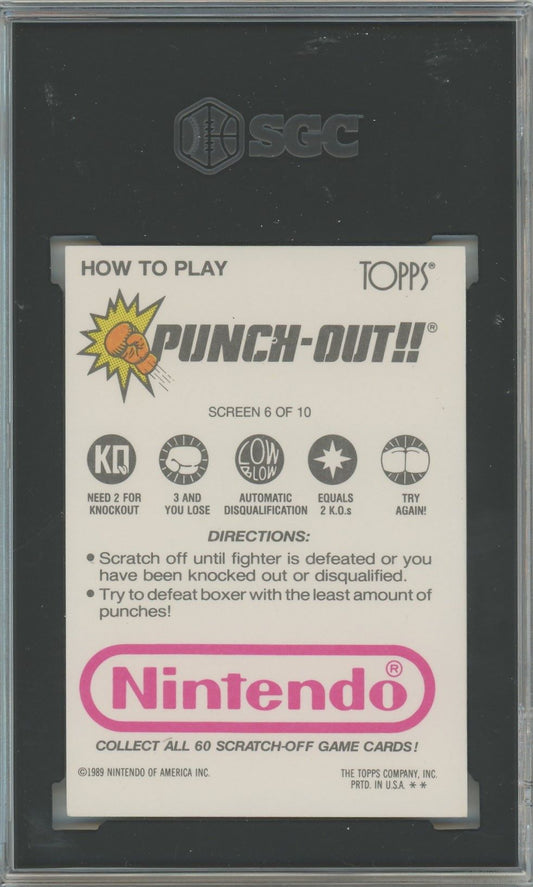 SGC
HOW TO PLAY
TOPPS®
PUNCH-OUT!!®
SCREEN 6 OF 10
KO
LOW BLOW
NEED 2 FOR KNOCKOUT
3 AND YOU LOSE
AUTOMATIC DISQUALIFICATION
EQUALS 2 K.O.s
TRY AGAIN!
DIRECTIONS:
• Scratch off until fighter is defeated or you
have been knocked out or disqualified.
• Try to defeat boxer with the least amount of
punches!
Nintendo®
COLLECT ALL 60 SCRATCH-OFF GAME CARDS!
©1989 NINTENDO OF AMERICA INC.
THE TOPPS COMPANY, INC.
PRTD. IN U.S.A. * *